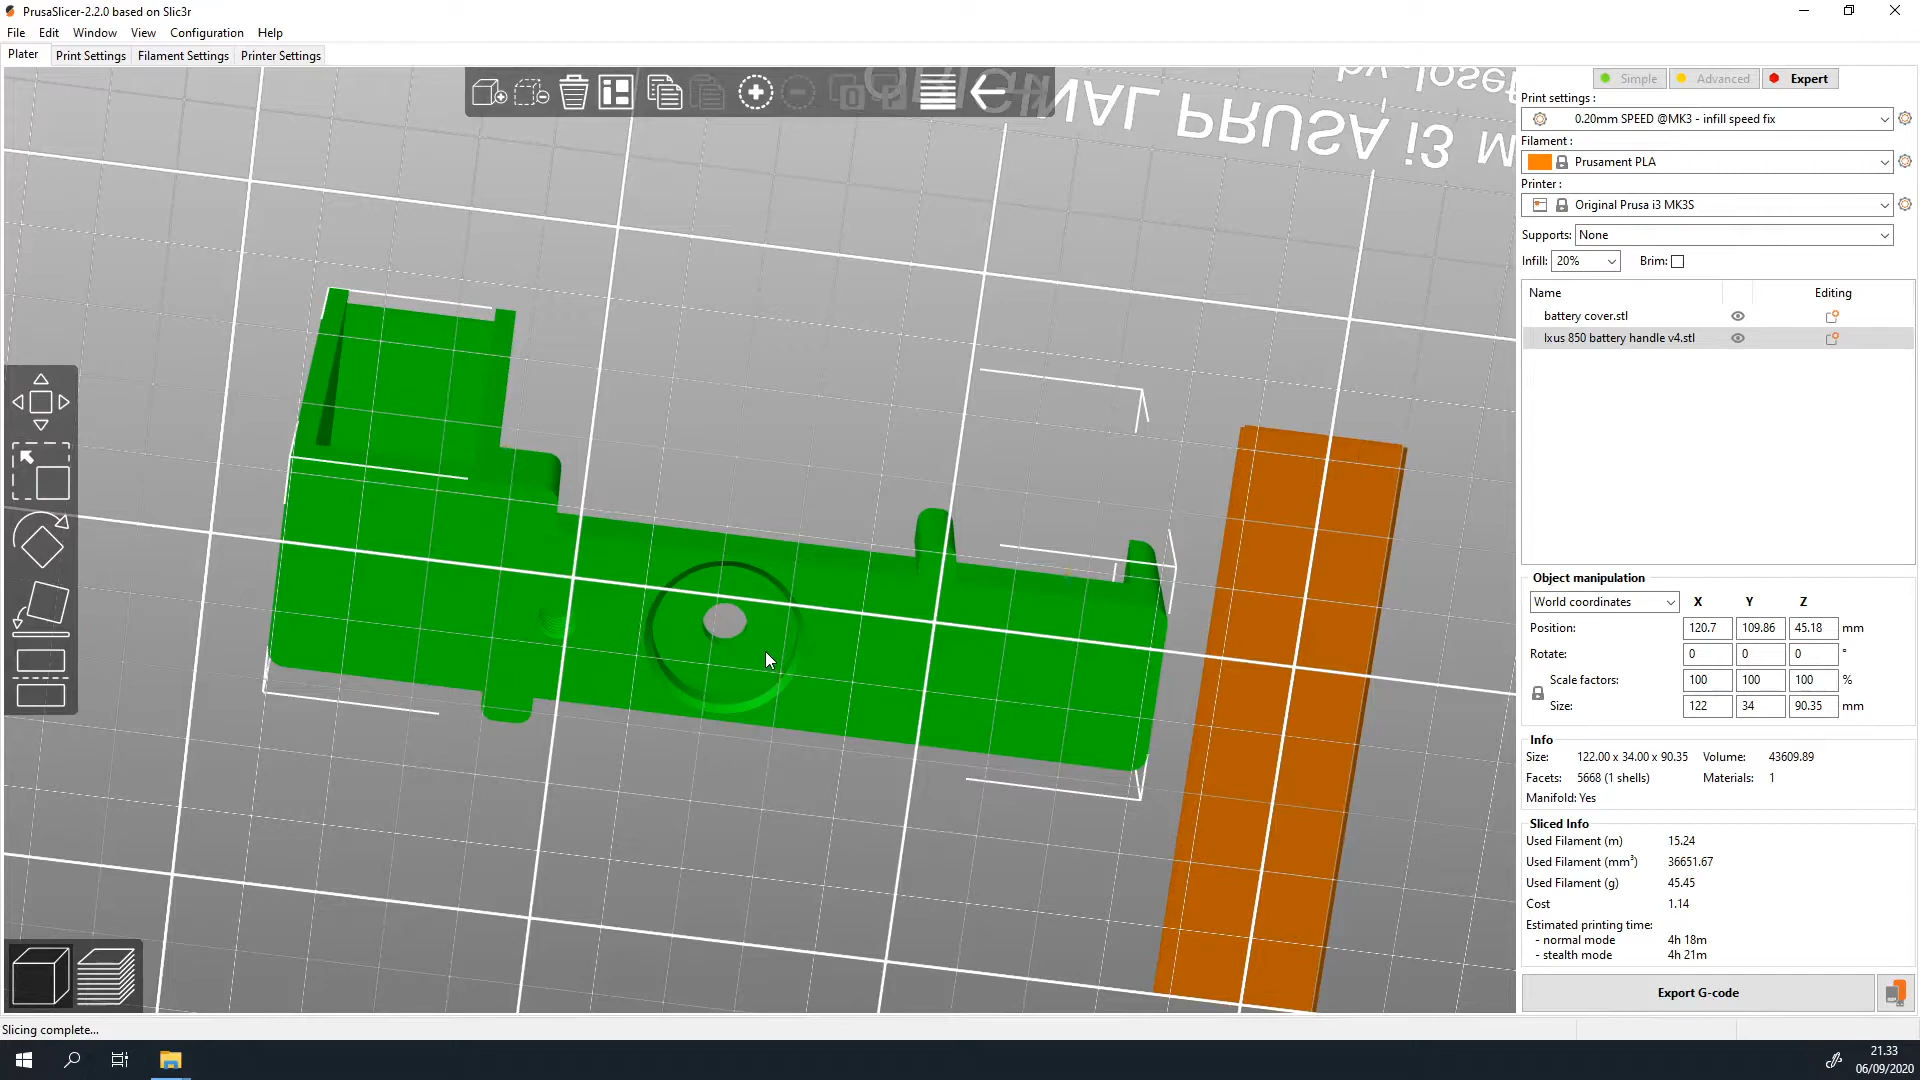 PrusaSlicer-2.2.0 based on Slic3r
File Edit Window View Configuration Help
Plater Print Settings Filament Settings Printer Settings
by Josef
NAL PRUSA i3 M
Simple Advanced Expert
Print settings :
0.20mm SPEED @MK3 - infill speed fix
Filament :
Prusament PLA
Printer :
Original Prusa i3 MK3S
Supports: None
Infill: 20% Brim:
Name Editing
battery cover.stl
Ixus 850 battery handle v4.stl
Object manipulation
World coordinates X Y Z
Position: 120.7 109.86 45.18 mm
Rotate: 0 0 0 °
Scale factors: 100 100 100 %
Size: 122 34 90.35 mm
Info
Size: 122.00 x 34.00 x 90.35 Volume: 43609.89
Facets: 5668 (1 shells) Materials: 1
Manifold: Yes
Sliced Info
Used Filament (m) 15.24
Used Filament (mm³) 36651.67
Used Filament (g) 45.45
Cost 1.14
Estimated printing time:
- normal mode 4h 18m
- stealth mode 4h 21m
Export G-code
Slicing complete...
21.33
06/09/2020